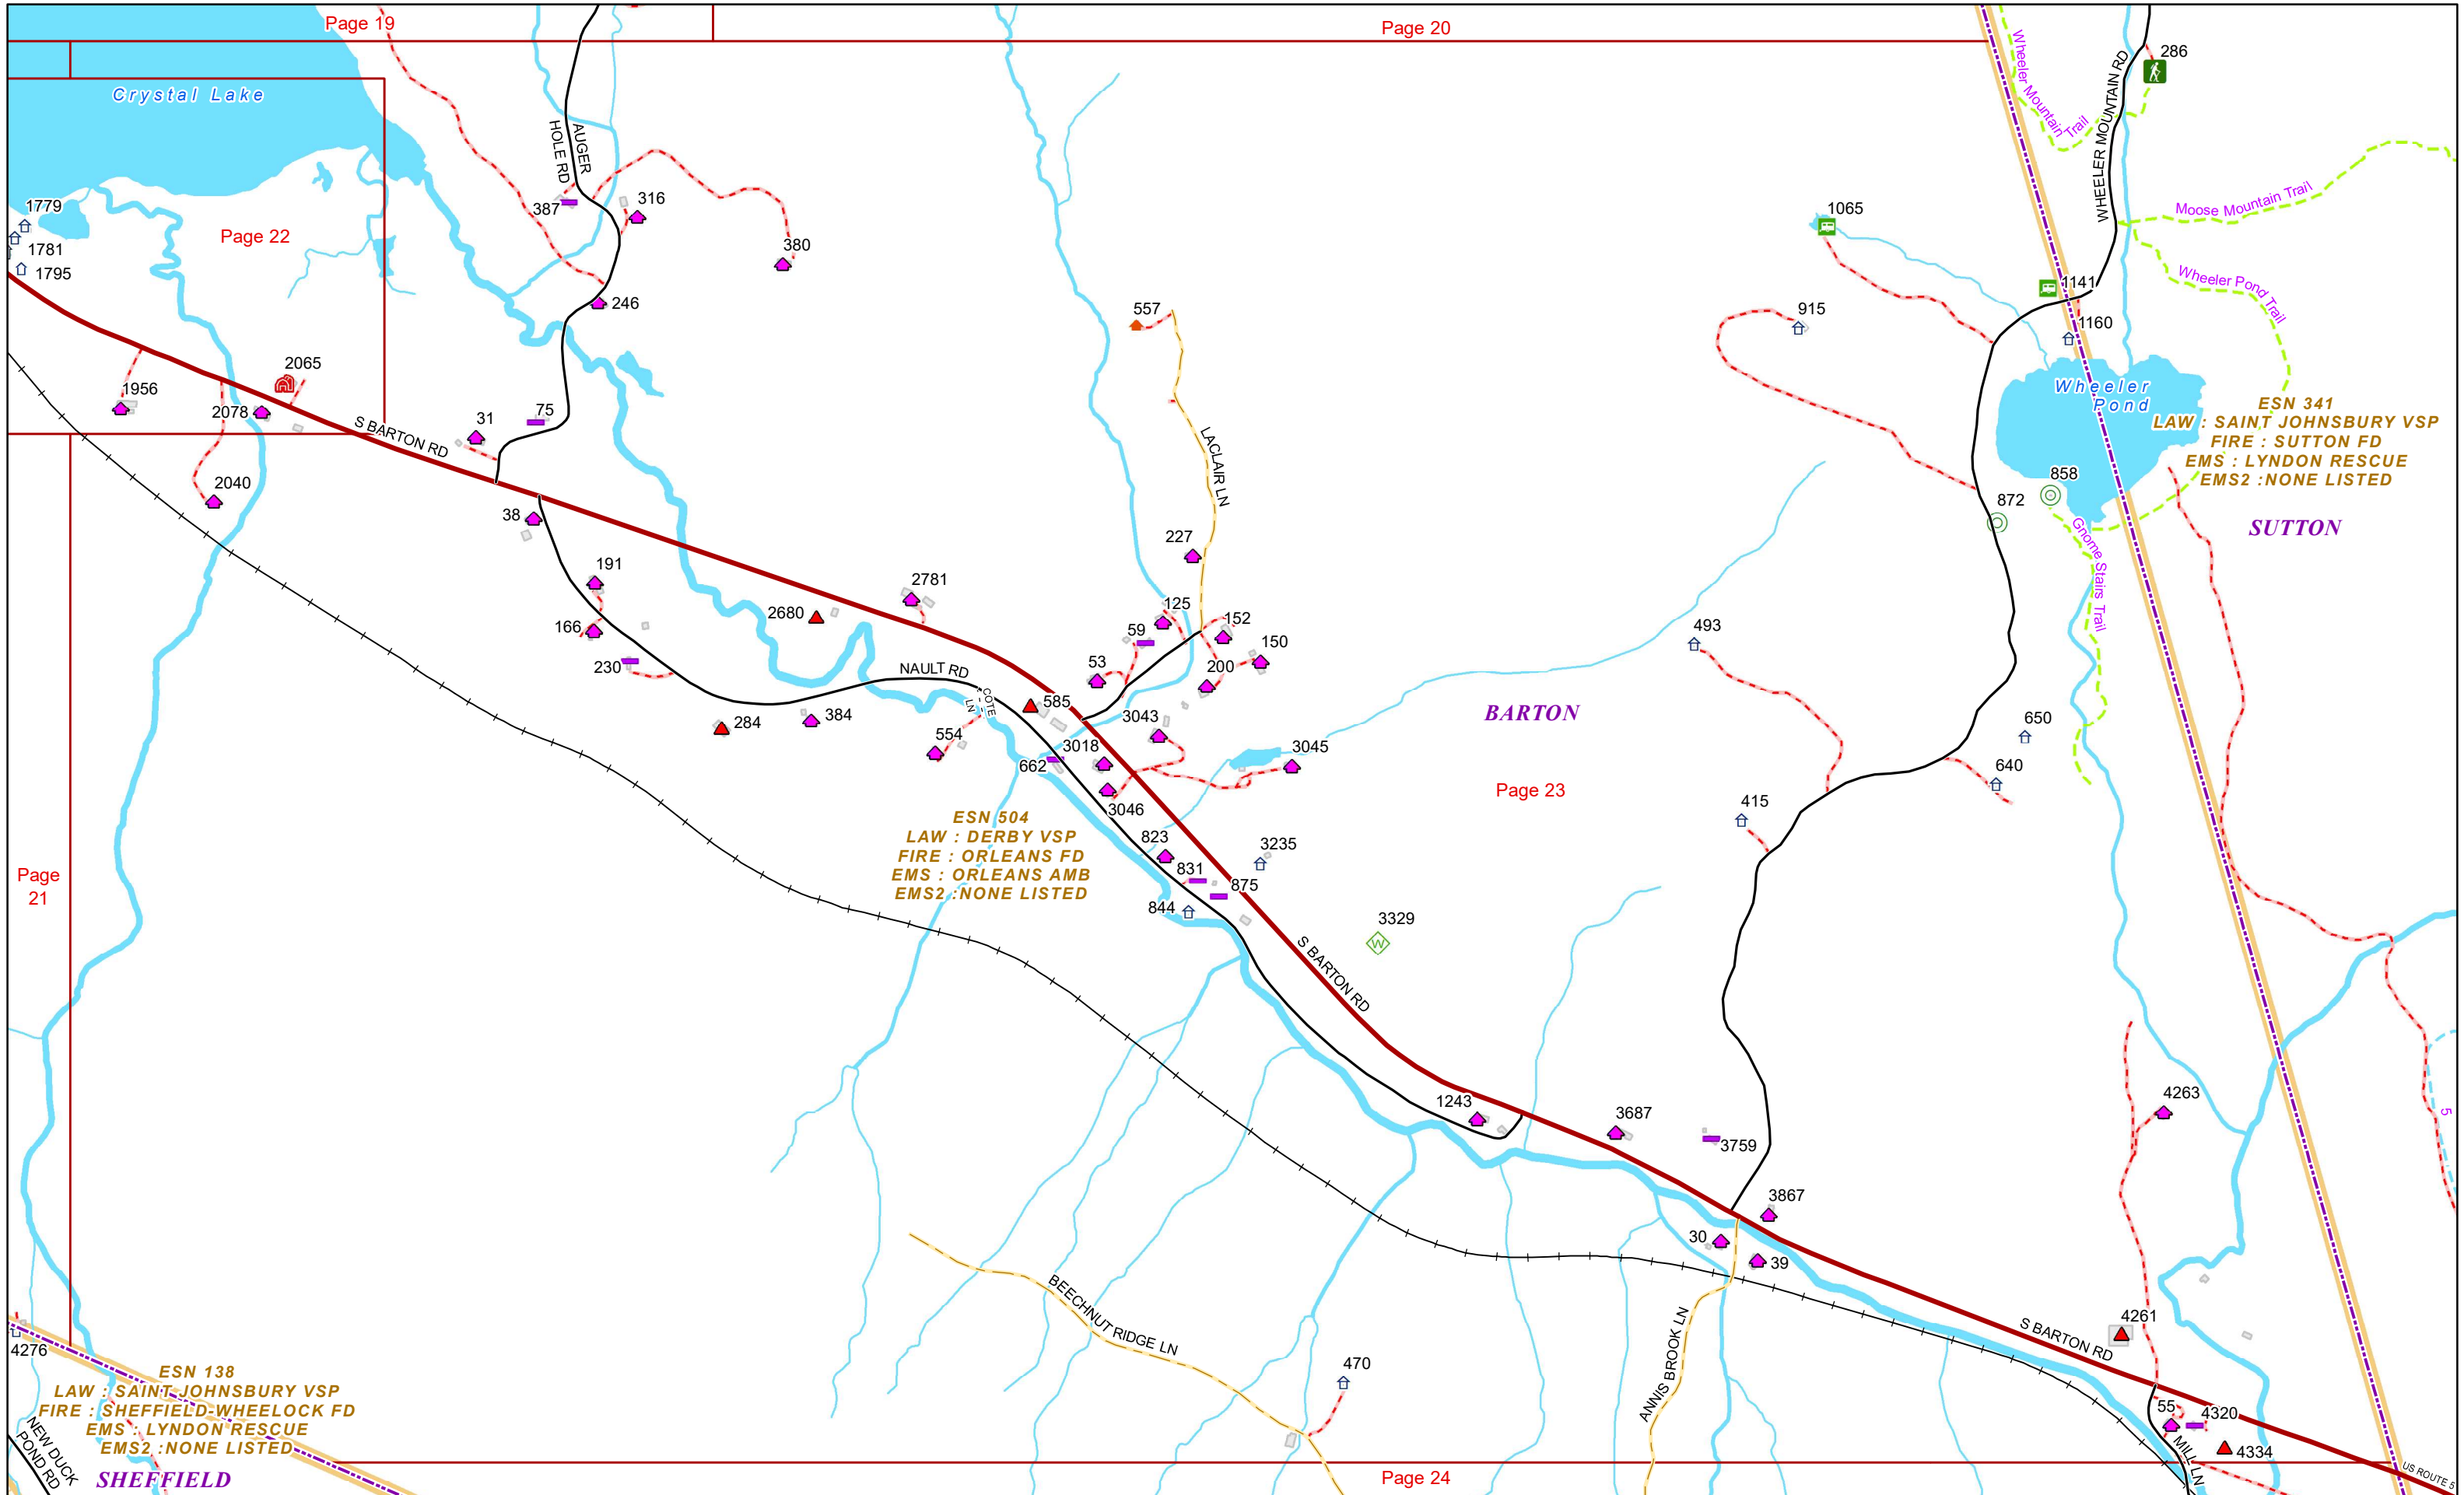 Page 19
Page 20
286
Crystal Lake
AUGER
HOLE RD
Wheeler Mountain
Trail
WHEELER MOUNTAIN RD
Moose Mountain Trail
Wheeler Pond Trail
1779
1781
1795
Page 22
387
316
380
246
1065
1141
1160
915
557
Wheeler
Pond
ESN 341
LAW : SAINT JOHNSBURY VSP
FIRE : SUTTON FD
EMS : LYNDON RESCUE
EMS2 :NONE LISTED
SUTTON
1956
2065
2078
2040
S BARTON RD
31
75
38
LACLAIR LN
858
872
Gnome Stairs Trail
227
191
166
230
2680
2781
125
59
152
150
53
200
493
NAULT RD
COTE
LN
585
284
384
554
3043
3018
662
3045
3046
BARTON
Page 23
650
640
415
ESN 504
LAW : DERBY VSP
FIRE : ORLEANS FD
EMS : ORLEANS AMB
EMS2 :NONE LISTED
823
831
875
844
3235
3329
Page
21
S BARTON RD
1243
3687
3759
3867
30
39
4263
5
4261
S BARTON RD
BEECHNUT RIDGE LN
470
ANNIS BROOK LN
4276
ESN 138
LAW : SAINT JOHNSBURY VSP
FIRE : SHEFFIELD-WHEELOCK FD
EMS : LYNDON RESCUE
EMS2 :NONE LISTED
NEW DUCK
POND RD
SHEFFIELD
Page 24
55
4320
4334
MILL LN
US ROUTE 5
W